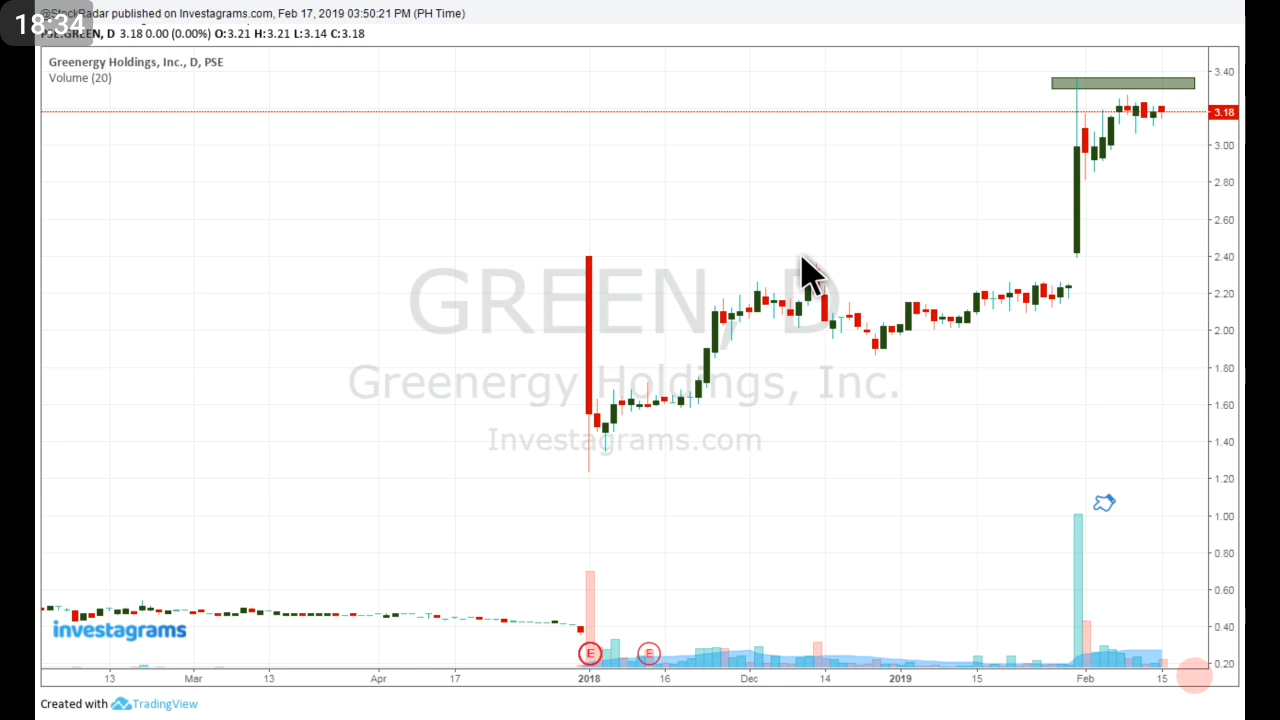 18:34
@StockRadar published on Investagrams.com, Feb 17, 2019 03:50:21 PM (PH Time)
PSE:GREEN, D 3.18 0.00 (0.00%) O:3.21 H:3.21 L:3.14 C:3.18
Greenergy Holdings, Inc., D, PSE
Volume (20)
3.40
3.18
3.00
2.80
2.60
2.40
2.20
2.00
1.80
1.60
1.40
1.20
1.00
0.80
0.60
0.40
0.20
GREEN, D
Greenergy Holdings, Inc.
Investagrams.com
investagrams
E E
13 Mar 13 Apr 17 2018 16 Dec 14 2019 15 Feb 15
Created with TradingView